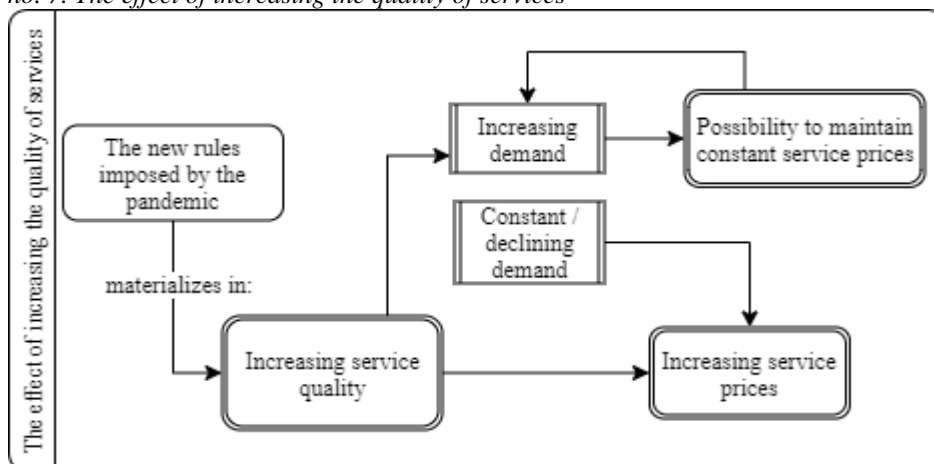 no. 7. The effect of increasing the quality of services
The effect of increasing the quality of services
The new rules
imposed by the
pandemic
materializes in:
Increasing service
quality
Increasing
demand
Constant /
declining
demand
Possibility to maintain
constant service prices
Increasing service
prices